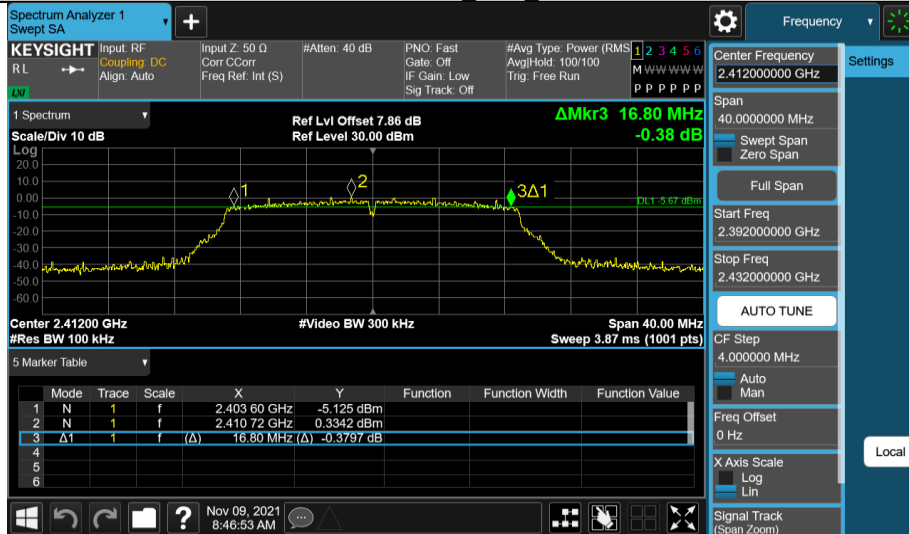 Spectrum Analyzer 1
Swept SA
Frequency
KEYSIGHT
RL
LXI
Input: RF
Coupling: DC
Align: Auto
Input Z: 50 Ω
Corr CCorr
Freq Ref: Int (S)
#Atten: 40 dB
PNO: Fast
Gate: Off
IF Gain: Low
Sig Track: Off
#Avg Type: Power (RMS
Avg|Hold: 100/100
Trig: Free Run
1 2 3 4 5 6
M W W W W W
P P P P P P
1 Spectrum
Scale/Div 10 dB
Ref Lvl Offset 7.86 dB
Ref Level 30.00 dBm
ΔMkr3 16.80 MHz
-0.38 dB
Log
20.0
10.0
0.00
-10.0
-20.0
-30.0
-40.0
-50.0
-60.0
1
2
3Δ1
DL1 -5.67 dBm
Center 2.41200 GHz
#Video BW 300 kHz
Span 40.00 MHz
#Res BW 100 kHz
Sweep 3.87 ms (1001 pts)
5 Marker Table
Mode Trace Scale X Y Function Function Width Function Value
1 N 1 f 2.403 60 GHz -5.125 dBm
2 N 1 f 2.410 72 GHz 0.3342 dBm
3 Δ1 1 f (Δ) 16.80 MHz (Δ) -0.3797 dB
4
5
6
Nov 09, 2021
8:46:53 AM
Center Frequency
2.412000000 GHz
Span
40.0000000 MHz
Swept Span
Zero Span
Full Span
Start Freq
2.392000000 GHz
Stop Freq
2.432000000 GHz
AUTO TUNE
CF Step
4.000000 MHz
Auto
Man
Freq Offset
0 Hz
X Axis Scale
Log
Lin
Signal Track
(Span Zoom)
Settings
Local